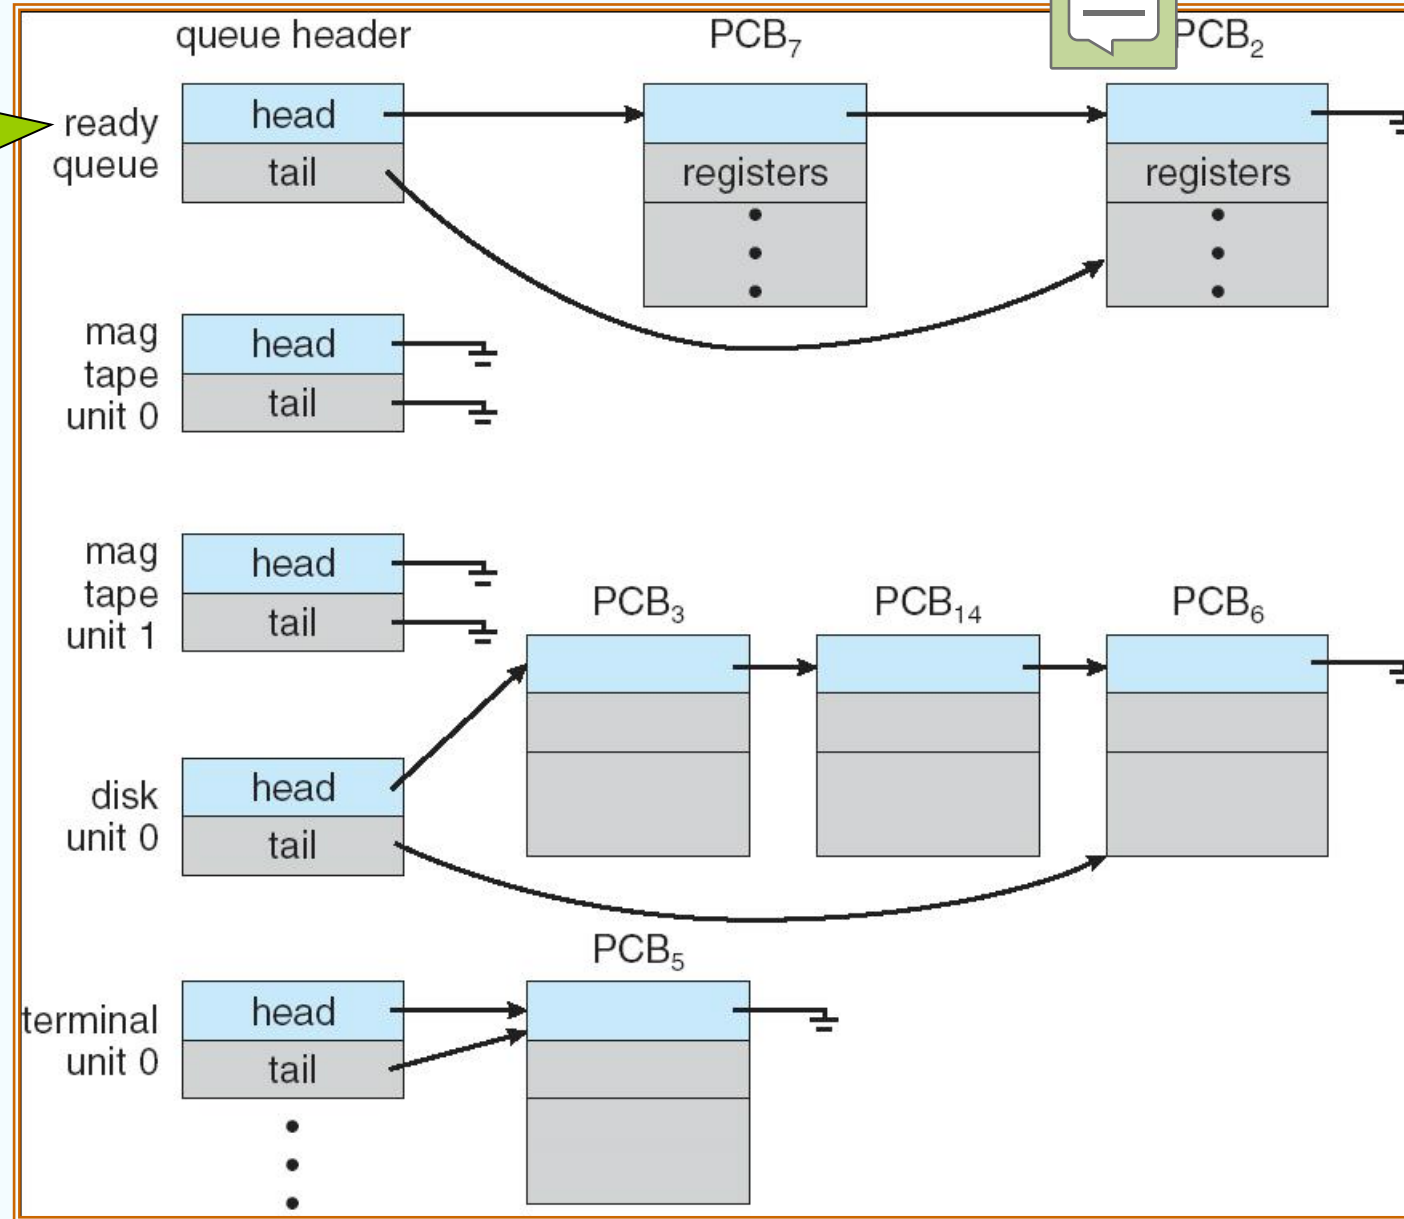 queue header
PCB7
PCB2
ready
queue
head
tail
registers
registers
mag
tape
unit 0
head
tail
mag
tape
unit 1
head
tail
PCB3
PCB14
PCB6
disk
unit 0
head
tail
PCB5
terminal
unit 0
head
tail